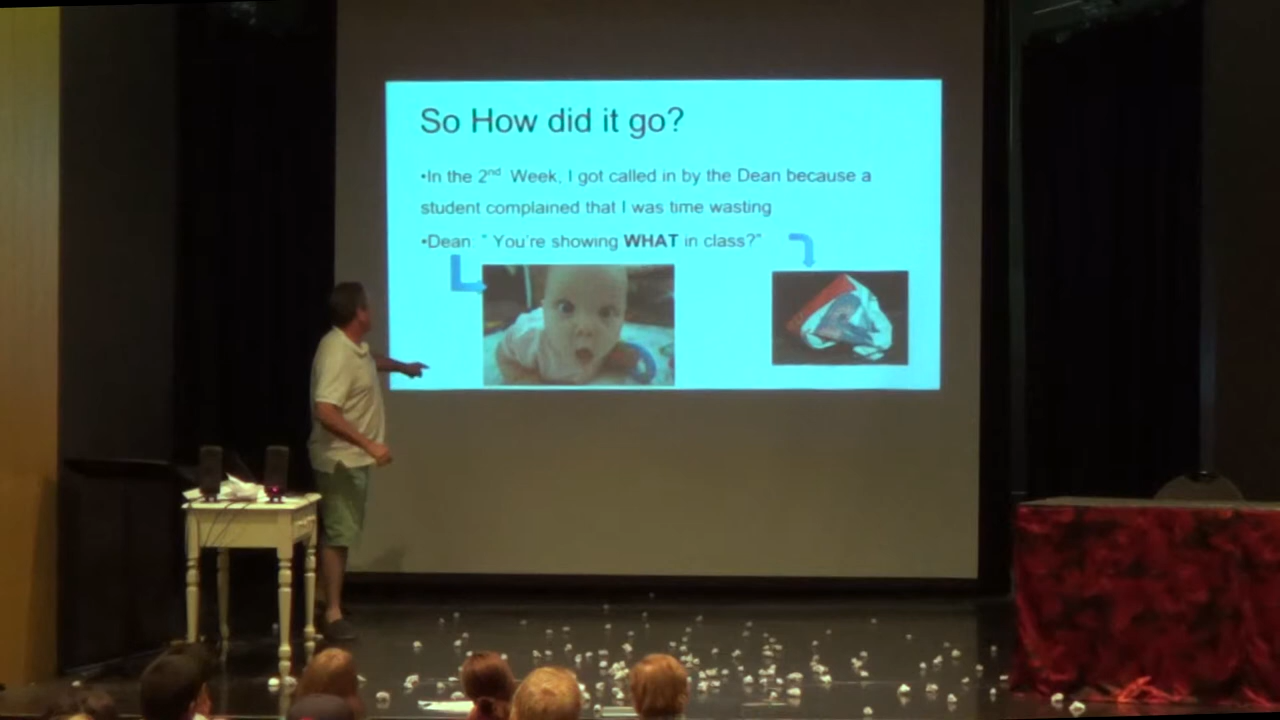 So How did it go?
•In the 2nd Week, I got called in by the Dean because a
student complained that I was time wasting
•Dean: " You're showing WHAT in class?"